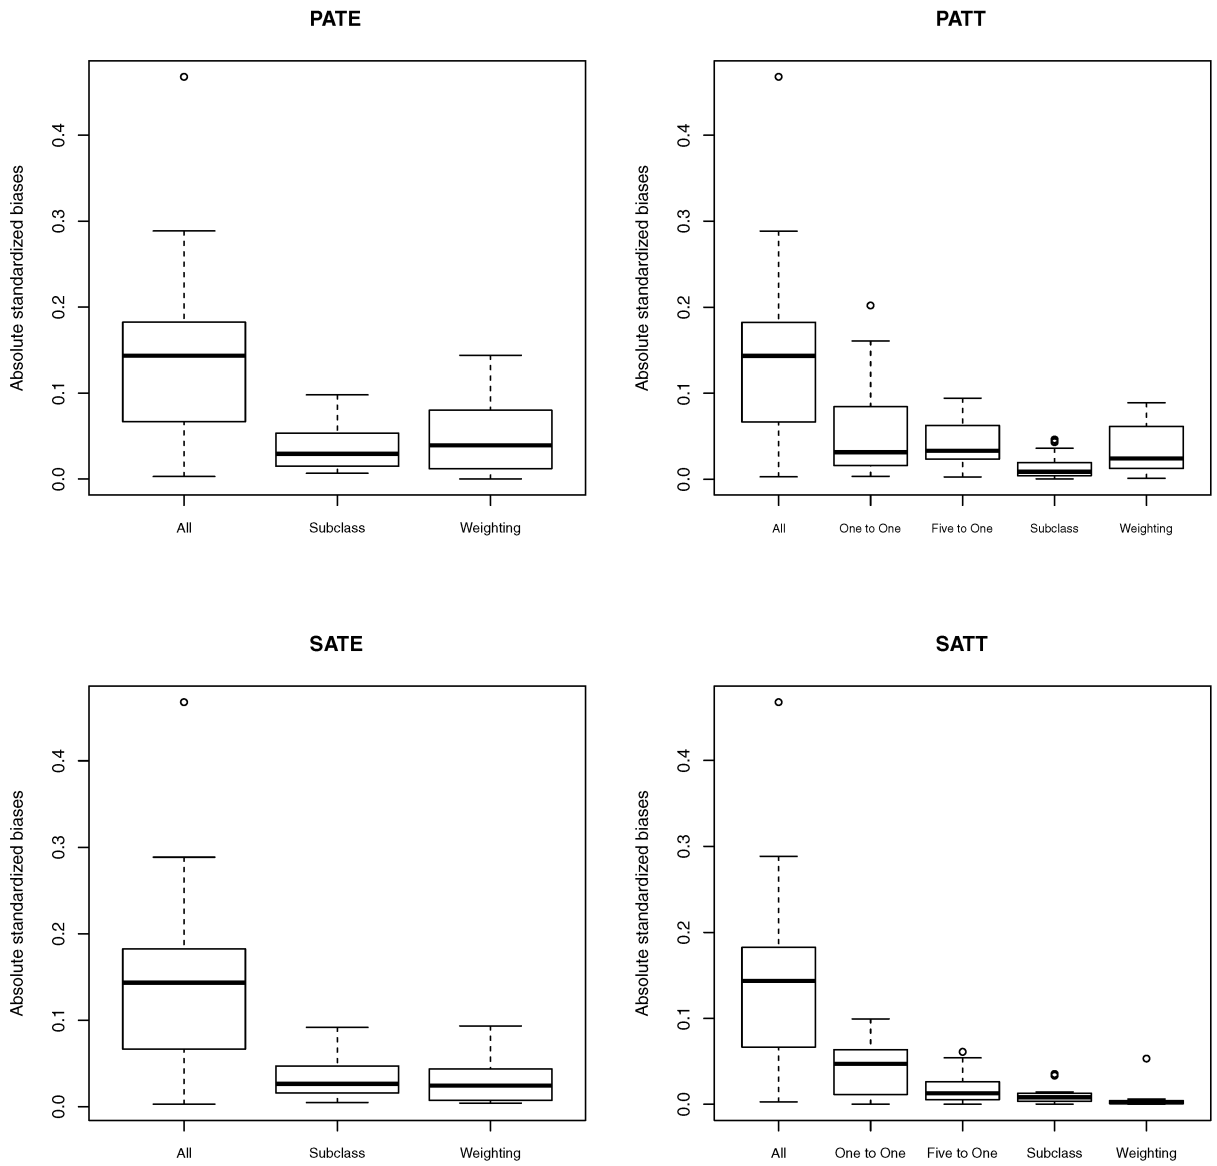 PATE
Absolute standardized biases
0.4
0.3
0.2
0.1
0.0
All Subclass Weighting
PATT
Absolute standardized biases
0.4
0.3
0.2
0.1
0.0
All One to One Five to One Subclass Weighting
SATE
Absolute standardized biases
0.4
0.3
0.2
0.1
0.0
All Subclass Weighting
SATT
Absolute standardized biases
0.4
0.3
0.2
0.1
0.0
All One to One Five to One Subclass Weighting